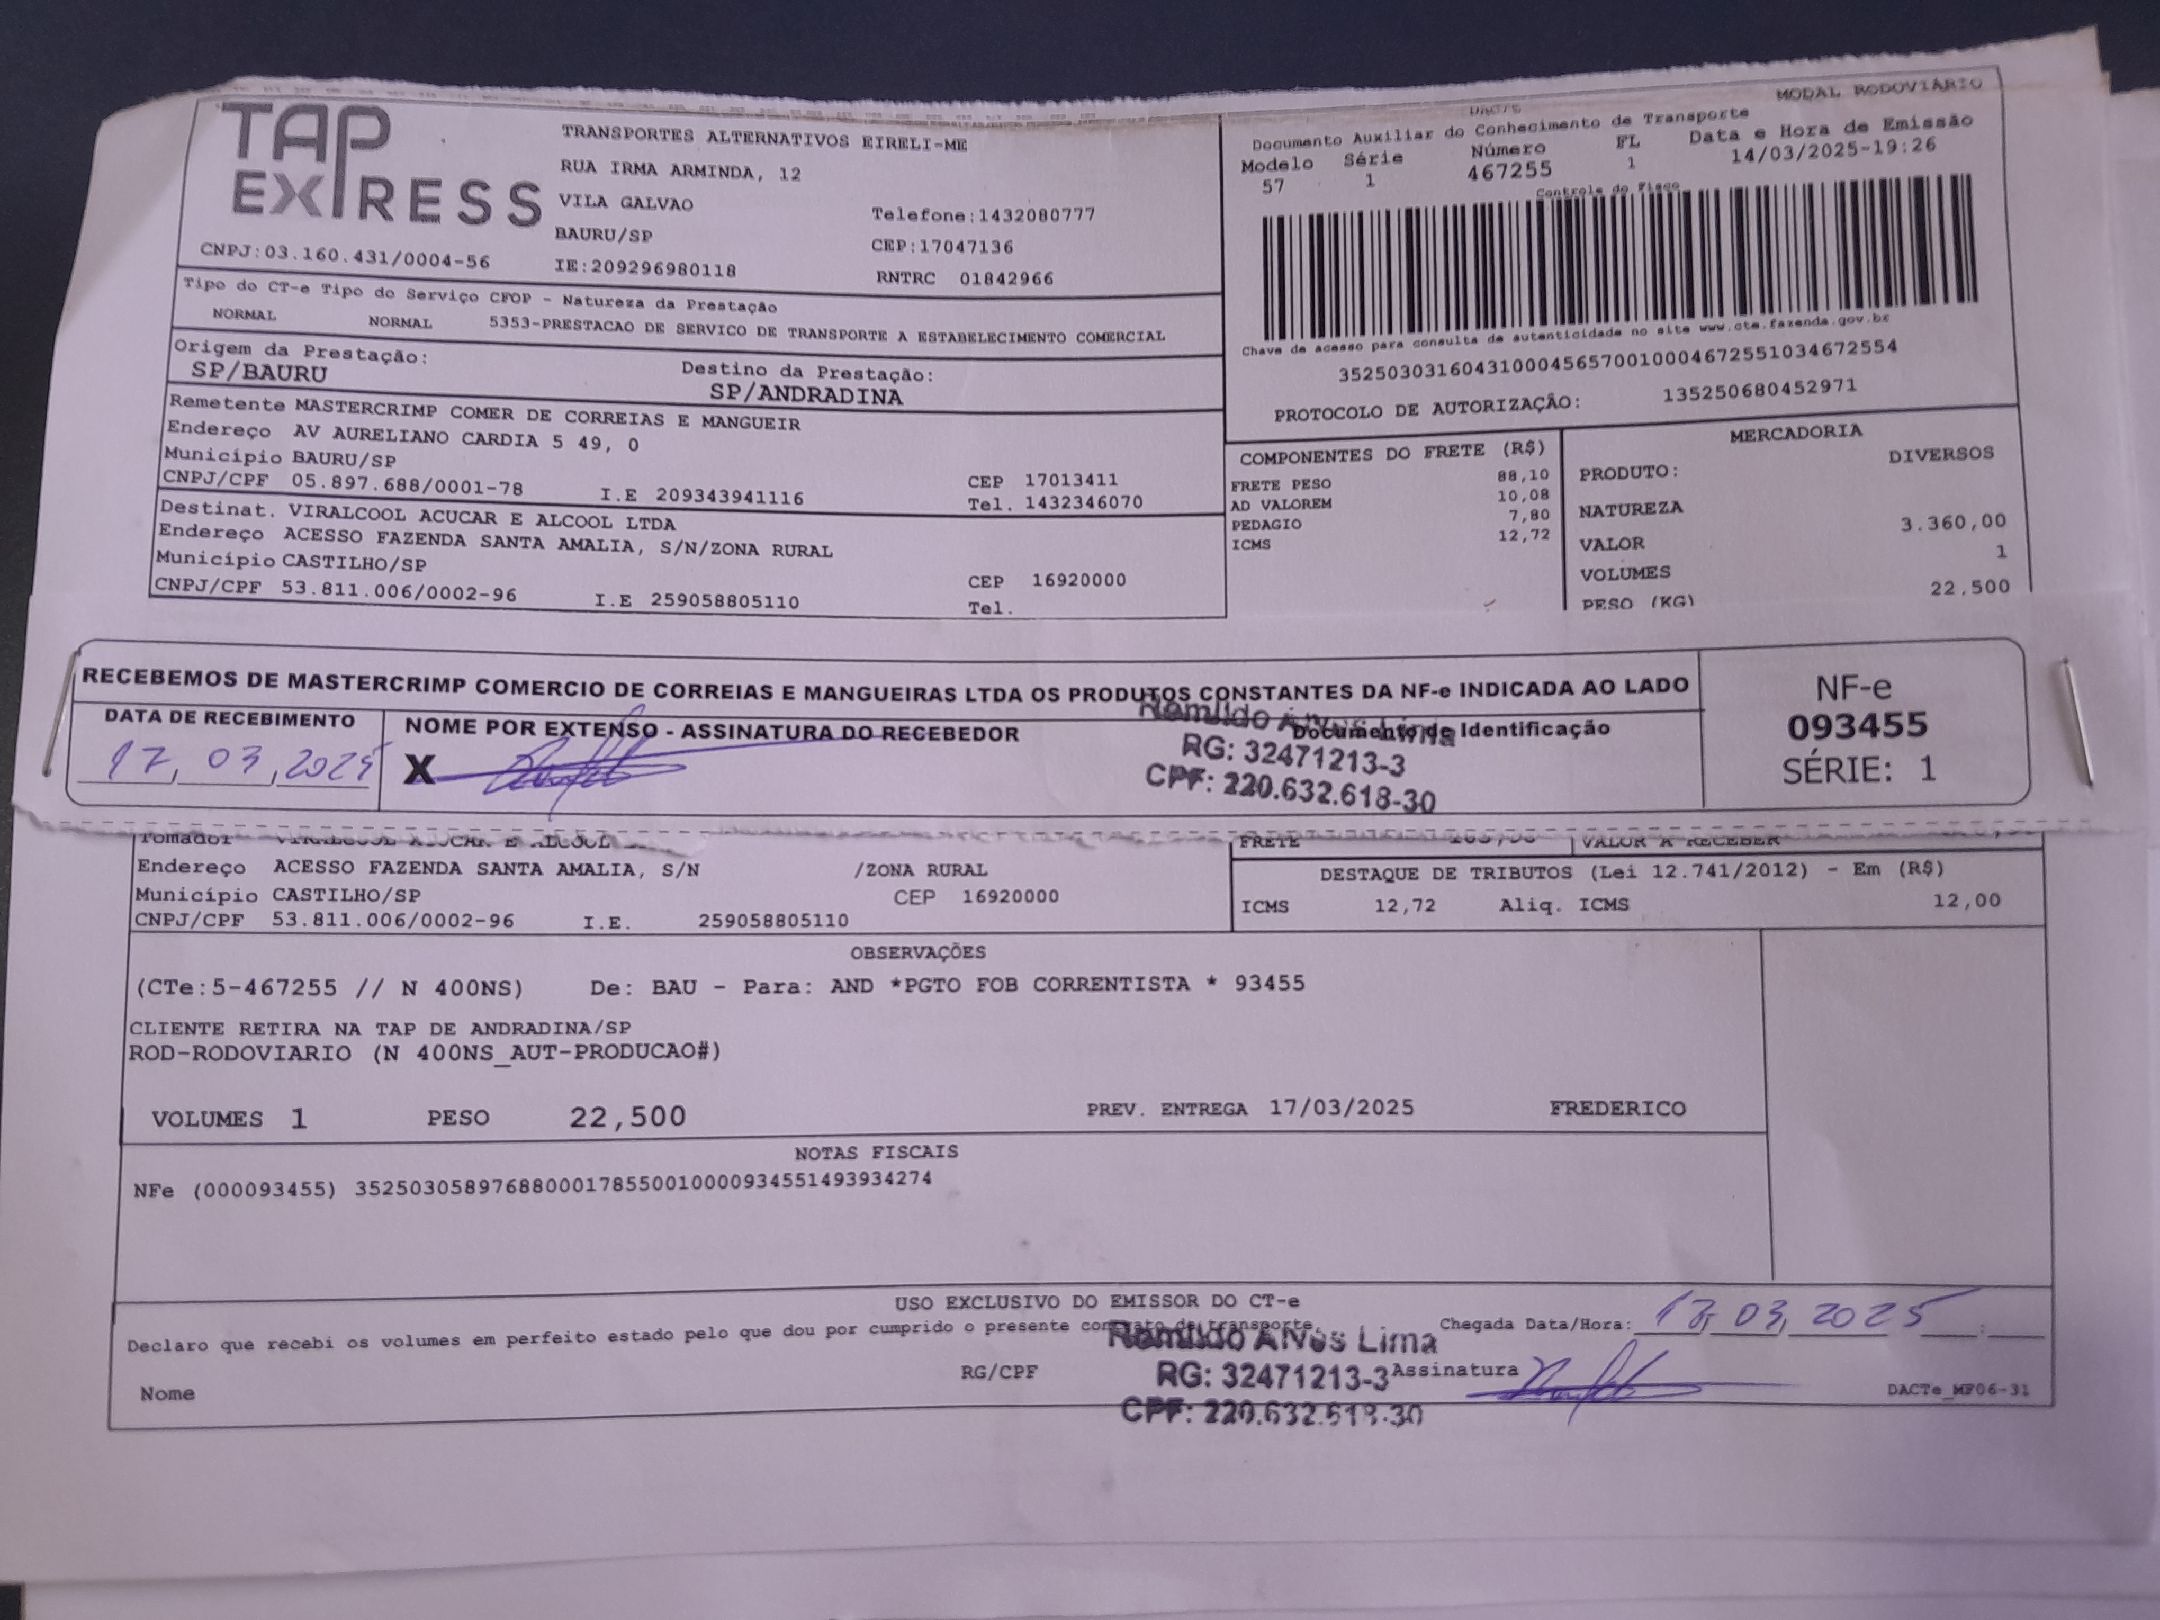 TAP
EXPRESS
TRANSPORTES ALTERNATIVOS EIRELI-ME
RUA IRMA ARMINDA, 12
VILA GALVAO
Telefone:1432080777
BAURU/SP
CEP:17047136
CNPJ:03.160.431/0004-56
IE:209296980118
RNTRC 01842966
MODAL RODOVIÁRIO
Documento Auxiliar do Conhecimento de Transporte
Modelo Série Número FL Data e Hora de Emissão
57 1 467255 1 14/03/2025-19:26
Controle do Fisco
Chave de acesso para consulta de autenticidade no site www.cte.fazenda.gov.br
35250303160431000456570010004672551034672554
PROTOCOLO DE AUTORIZAÇÃO: 135250680452971
Tipo do CT-e Tipo do Serviço CFOP - Natureza da Prestação
NORMAL NORMAL 5353-PRESTACAO DE SERVICO DE TRANSPORTE A ESTABELECIMENTO COMERCIAL
Origem da Prestação: Destino da Prestação:
SP/BAURU SP/ANDRADINA
Remetente MASTERCRIMP COMER DE CORREIAS E MANGUEIR
Endereço AV AURELIANO CARDIA 5 49, 0
Município BAURU/SP CEP 17013411
CNPJ/CPF 05.897.688/0001-78 I.E 209343941116 Tel. 1432346070
Destinat. VIRALCOOL ACUCAR E ALCOOL LTDA
Endereço ACESSO FAZENDA SANTA AMALIA, S/N/ZONA RURAL
Município CASTILHO/SP CEP 16920000
CNPJ/CPF 53.811.006/0002-96 I.E 259058805110 Tel.
COMPONENTES DO FRETE (R$)
FRETE PESO 88,10
AD VALOREM 10,08
PEDAGIO 7,80
ICMS 12,72
MERCADORIA
PRODUTO: DIVERSOS
NATUREZA
VALOR 3.360,00
VOLUMES 1
PESO (KG) 22,500
RECEBEMOS DE MASTERCRIMP COMERCIO DE CORREIAS E MANGUEIRAS LTDA OS PRODUTOS CONSTANTES DA NF-e INDICADA AO LADO
DATA DE RECEBIMENTO
17 03 2025
NOME POR EXTENSO - ASSINATURA DO RECEBEDOR
X
Documento de Identificação
Romildo Alves Lima
RG: 32471213-3
CPF: 220.632.618-30
NF-e
093455
SÉRIE: 1
Tomador VIRALCOOL ACUCAR E ALCOOL
Endereço ACESSO FAZENDA SANTA AMALIA, S/N /ZONA RURAL
Município CASTILHO/SP CEP 16920000
CNPJ/CPF 53.811.006/0002-96 I.E. 259058805110
FRETE VALOR A RECEBER
DESTAQUE DE TRIBUTOS (Lei 12.741/2012) - Em (R$)
ICMS 12,72 Aliq. ICMS 12,00
OBSERVAÇÕES
(CTe:5-467255 // N 400NS) De: BAU - Para: AND *PGTO FOB CORRENTISTA * 93455
CLIENTE RETIRA NA TAP DE ANDRADINA/SP
ROD-RODOVIARIO (N 400NS_AUT-PRODUCAO#)
VOLUMES 1 PESO 22,500 PREV. ENTREGA 17/03/2025 FREDERICO
NOTAS FISCAIS
NFe (000093455) 35250305897688000178550010000934551493934274
USO EXCLUSIVO DO EMISSOR DO CT-e
Declaro que recebi os volumes em perfeito estado pelo que dou por cumprido o presente contrato de transporte.
Chegada Data/Hora: 03 2025 :
Romildo Alves Lima
Nome RG/CPF RG: 32471213-3 Assinatura
CPF: 220.632.618-30
DACTe_MF06-31